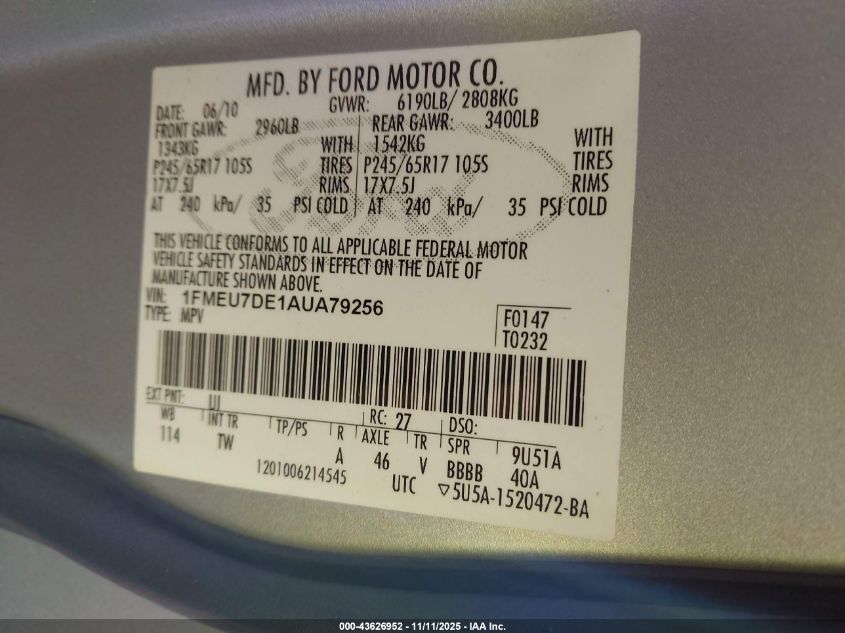 MFD. BY FORD MOTOR CO.
DATE: 06/10 GVWR: 6190LB/ 2808KG
FRONT GAWR: 2960LB REAR GAWR: 3400LB
1343KG WITH 1542KG WITH
P245/65R17 105S TIRES P245/65R17 105S TIRES
17X7.5J RIMS 17X7.5J RIMS
AT 240 kPa/ 35 PSI COLD AT 240 kPa/ 35 PSI COLD
THIS VEHICLE CONFORMS TO ALL APPLICABLE FEDERAL MOTOR
VEHICLE SAFETY STANDARDS IN EFFECT ON THE DATE OF
MANUFACTURE SHOWN ABOVE.
VIN: 1FMEU7DE1AUA79256
TYPE: MPV
F0147
T0232
EXT PNT: UI RC: 27 DSO:
WB INT TR TP/PS R AXLE TR SPR 9U51A
114 TW A 46 V BBBB 40A
1201006214545 UTC ▽5U5A-1520472-BA
000-43626952 - 11/11/2025 - IAA Inc.